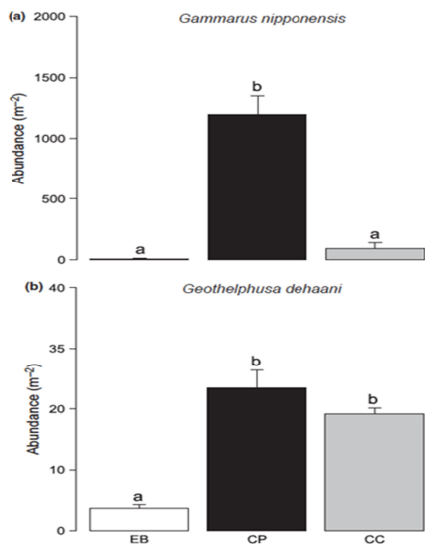 (a) Gammarus nipponensis
2000
1500
1000
500
0
Abundance (m⁻²)
a
b
a
(b) Geothelphusa dehaani
40
35
20
10
0
Abundance (m⁻²)
a
b
b
EB CP CC